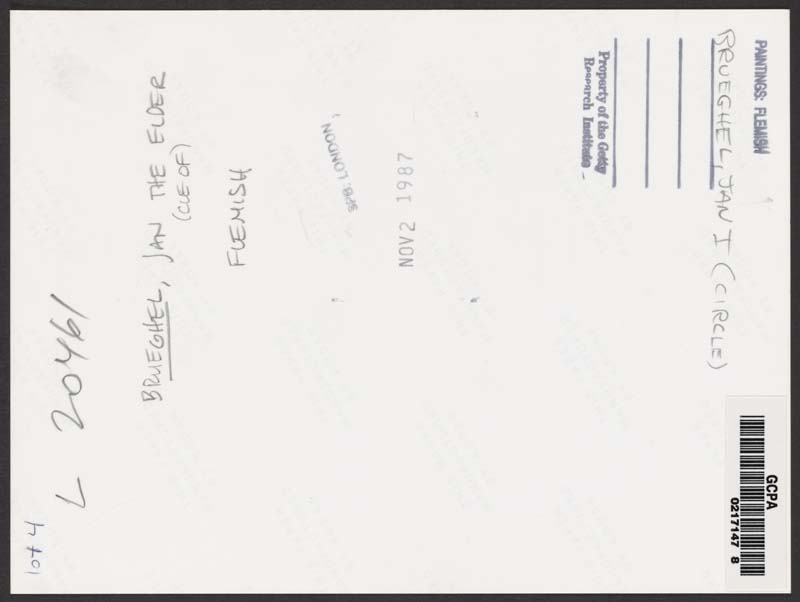 PAINTINGS: FLEMISH
BRUEGHEL, JAN I (CIRCLE)
Property of the Getty
Research Institute
NOV 2 1987
SPB. LONDON
FLEMISH
BRUEGHEL, JAN THE ELDER
(CLE OF)
L 20461
1074
GCPA
0217147 8